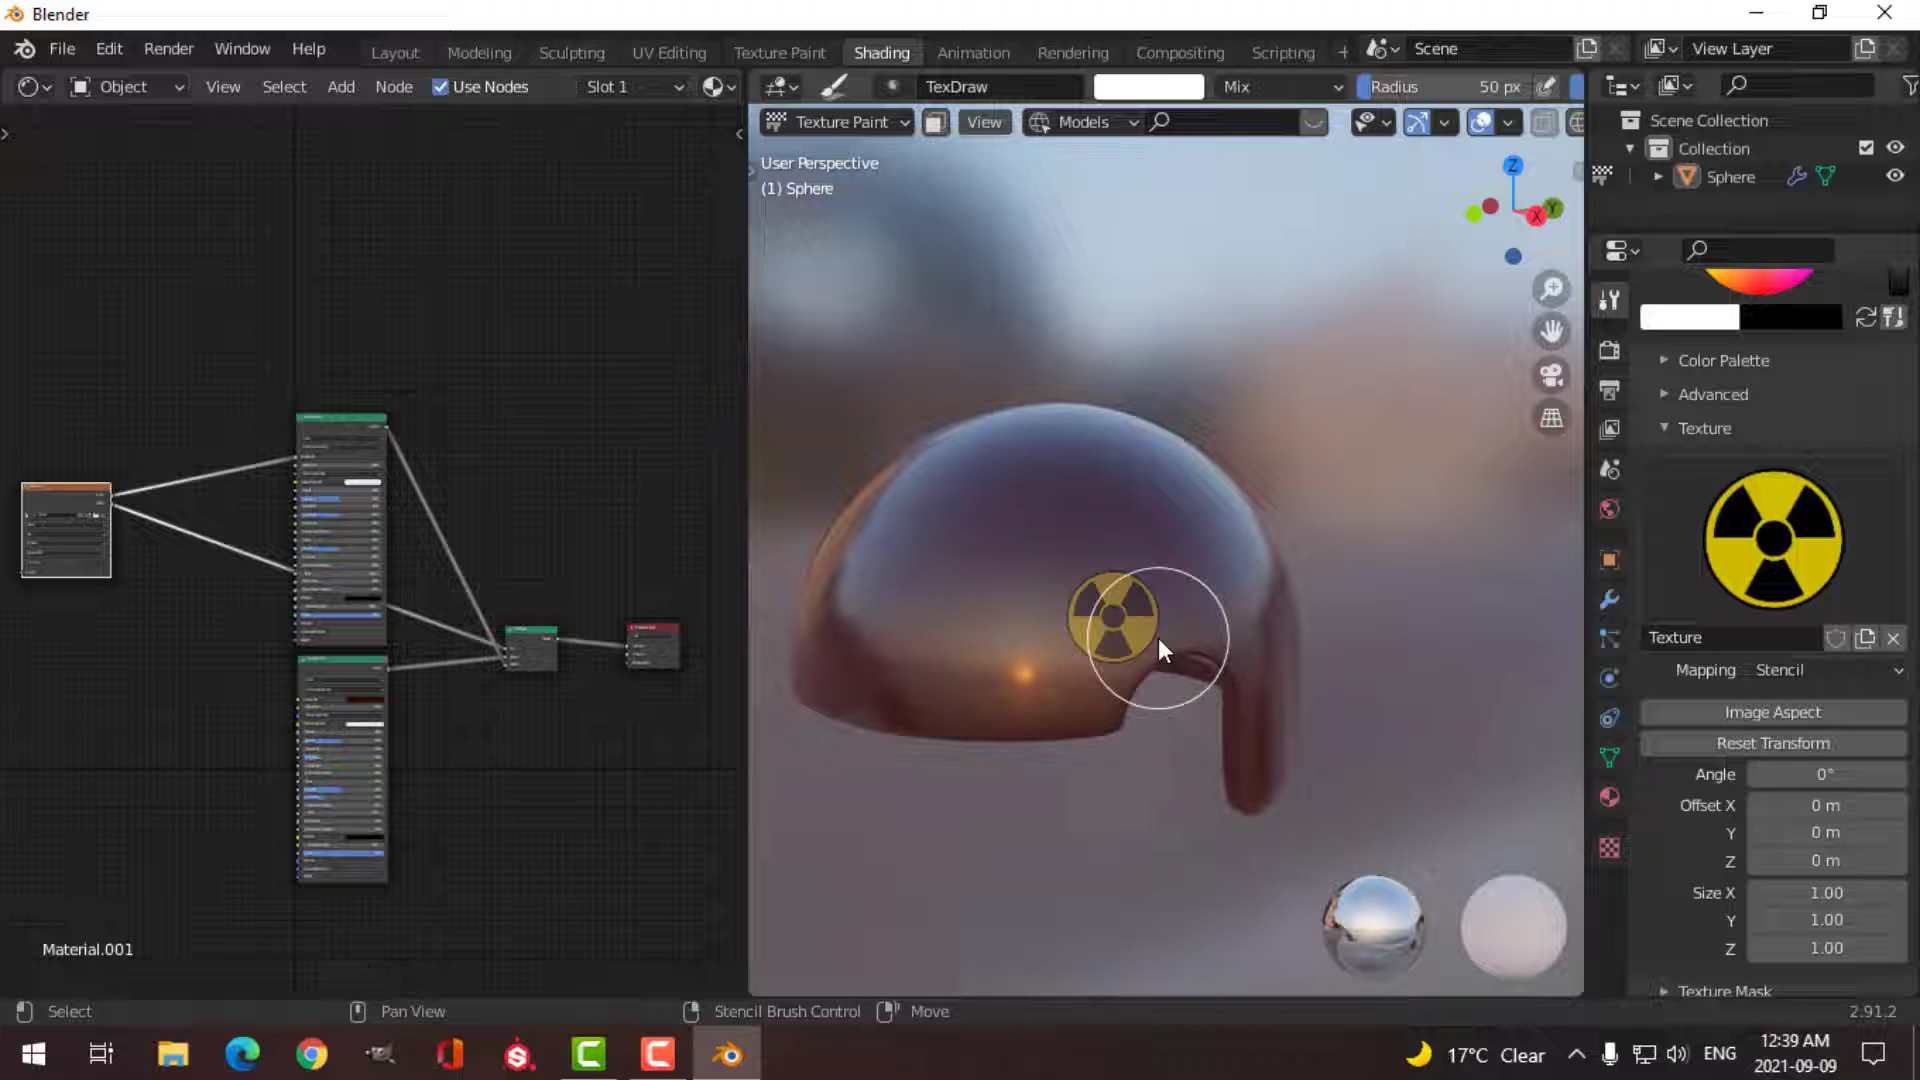 Blender
File Edit Render Window Help
Layout Modeling Sculpting UV Editing Texture Paint Shading Animation Rendering Compositing Scripting +
Scene
View Layer
Object View Select Add Node Use Nodes Slot 1
TexDraw Mix Radius 50 px
Texture Paint View Models
User Perspective
(1) Sphere
Z
Y
X
Scene Collection
Collection
Sphere
Color Palette
Advanced
Texture
Texture
Mapping Stencil
Image Aspect
Reset Transform
Angle 0°
Offset X 0 m
Y 0 m
Z 0 m
Size X 1.00
Y 1.00
Z 1.00
Texture Mask
Material.001
Select Pan View Stencil Brush Control Move 2.91.2
17°C Clear ENG
12:39 AM
2021-09-09